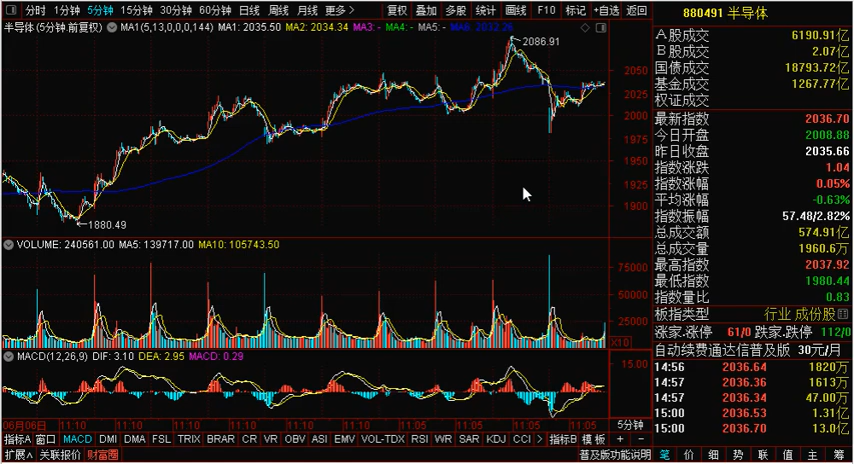 分时 1分钟 5分钟 15分钟 30分钟 60分钟 日线 周线 月线 更多> 复权 叠加 多股 统计 画线 F10 标记 +自选 返回
880491 半导体
半导体(5分钟.前复权) MA1(5,13,0,0,0,144) MA1: 2035.50 MA2: 2034.34 MA3: - MA4: - MA5: - MA6: 2032.26
A股成交 6190.91亿
B股成交 2.07亿
国债成交 18793.72亿
基金成交 1267.77亿
权证成交
最新指数 2036.70
今日开盘 2008.88
昨日收盘 2035.66
指数涨跌 1.04
指数涨幅 0.05%
平均涨幅 -0.63%
指数振幅 57.48/2.82%
总成交额 574.91亿
总成交量 1960.6万
最高指数 2037.92
最低指数 1980.44
指数量比 0.83
板指类型 行业 成份股
涨家.涨停 61/0 跌家.跌停 112/0
自动续费通达信普及版 30元/月
14:56 2036.64 1820万
14:57 2036.36 1613万
14:57 2036.34 47.00万
15:00 2036.53 1.31亿
15:00 2036.70 13.0亿
2086.91
2050
2025
2000
1975
1950
1925
1900
1880.49
VOLUME: 240561.00 MA5: 139717.00 MA10: 105743.50
75000
50000
25000
X10
MACD(12,26,9) DIF: 3.10 DEA: 2.95 MACD: 0.29
15.00
0.00
06月06日 11:10 11:10 11:10 11:10 11:05 11:05 5分钟
指标A 窗口 MACD DMI DMA FSL TRIX BRAR CR VR OBV ASI EMV VOL-TDX RSI WR SAR KDJ CCI > 指标B 模板 + -
扩展∧ 关联报价 财富圈 普及版功能说明 笔 价 细 势 联 值 主 筹